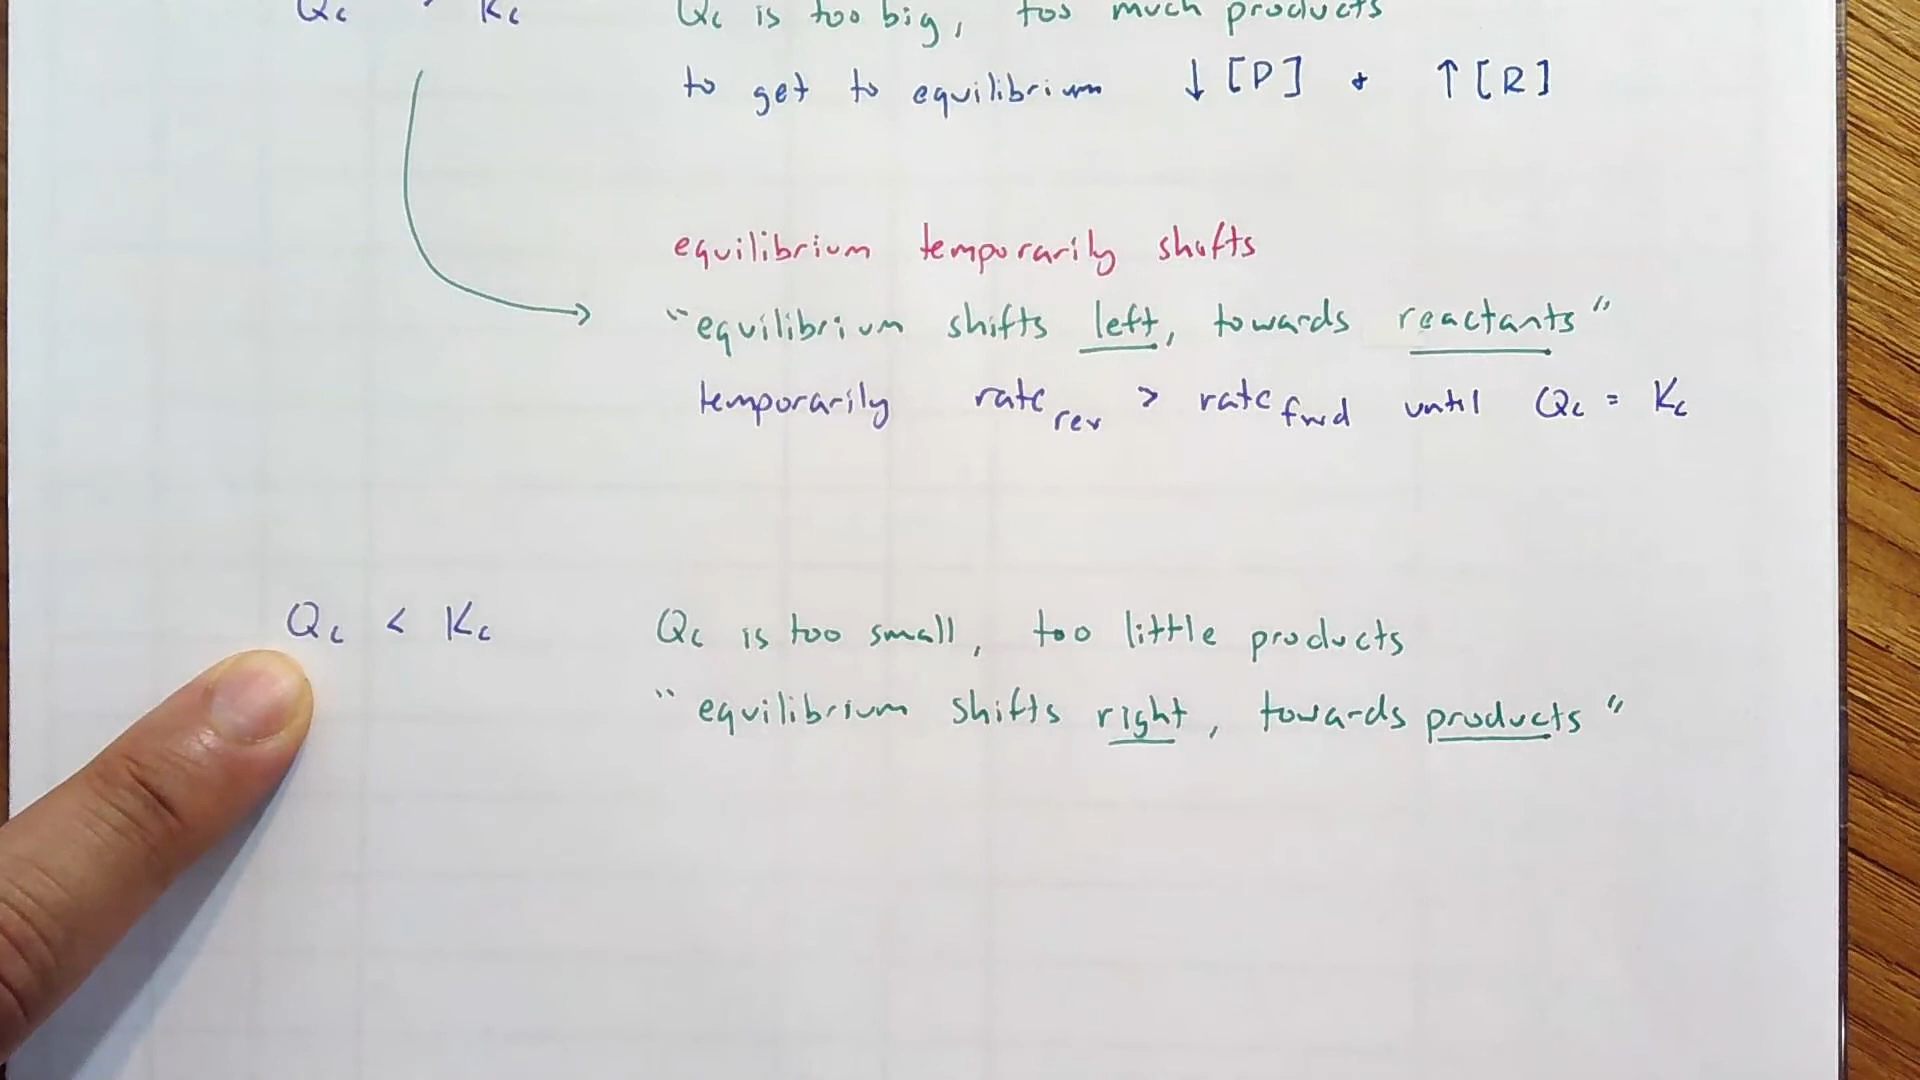 Qc > Kc Qc is too big, too much products
to get to equilibrium ↓ [P] + ↑ [R]
equilibrium temporarily shifts
"equilibrium shifts left, towards reactants"
temporarily rate rev > rate fwd until Qc = Kc
Qc < Kc Qc is too small, too little products
"equilibrium shifts right, towards products"